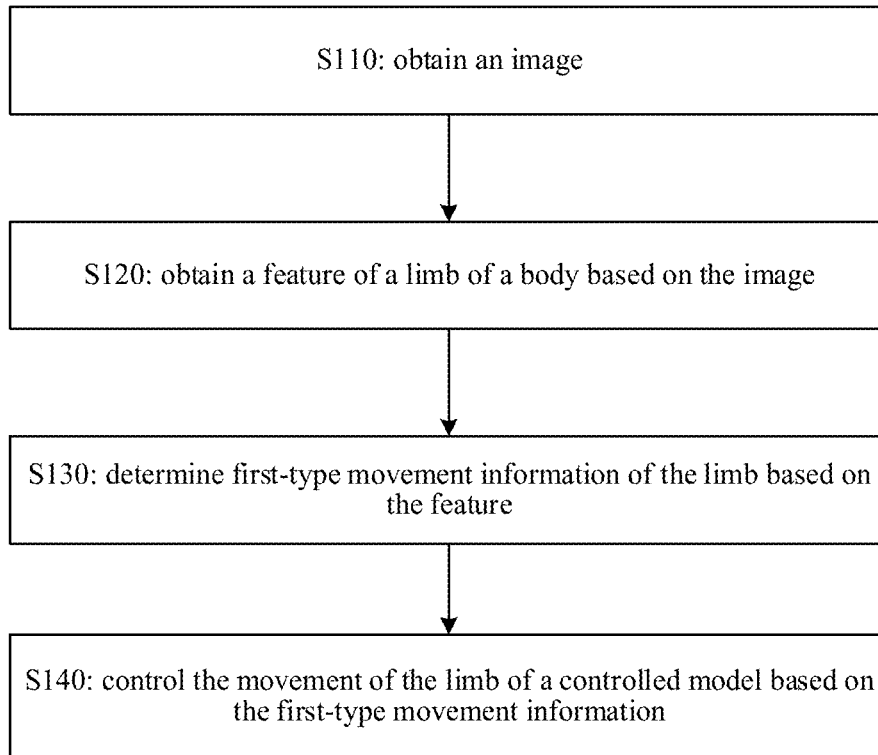 S110: obtain an image
S120: obtain a feature of a limb of a body based on the image
S130: determine first-type movement information of the limb based on
the feature
S140: control the movement of the limb of a controlled model based on
the first-type movement information